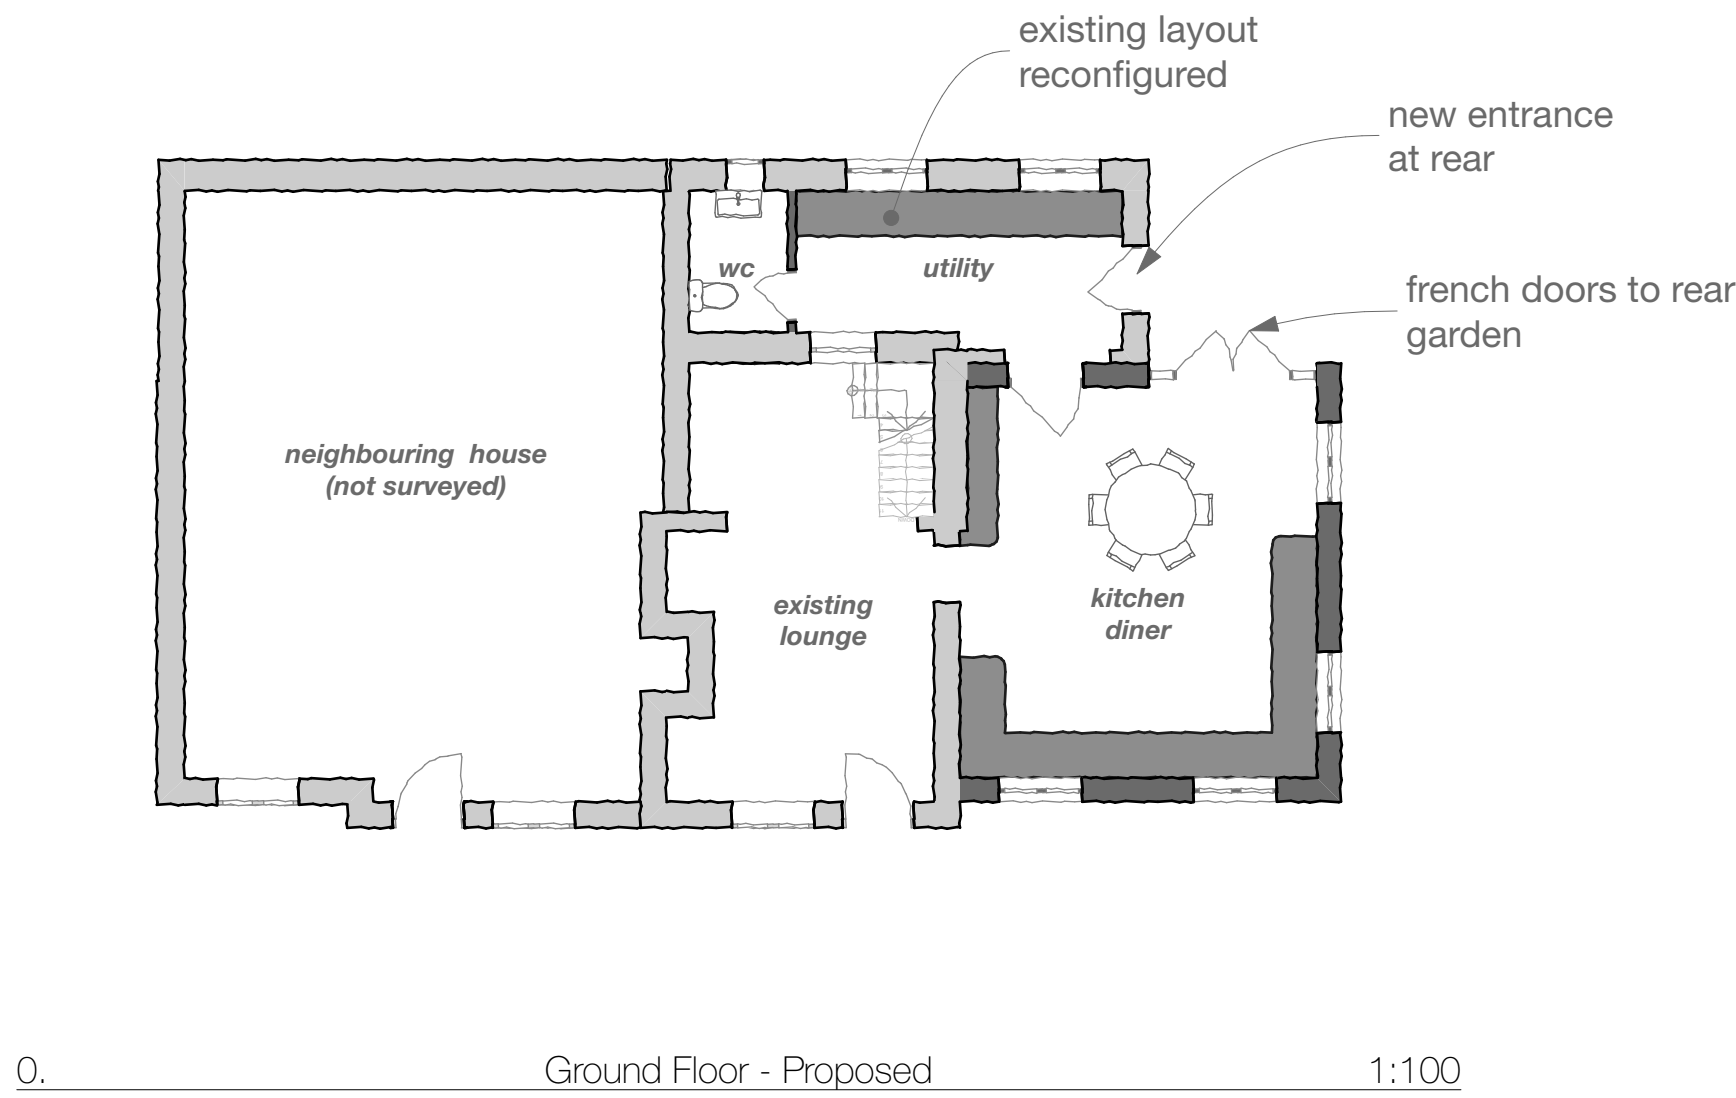 existing layout
reconfigured
new entrance
at rear
french doors to rear
garden
wc
utility
neighbouring house
(not surveyed)
existing
lounge
kitchen
diner
0.
Ground Floor - Proposed
1:100